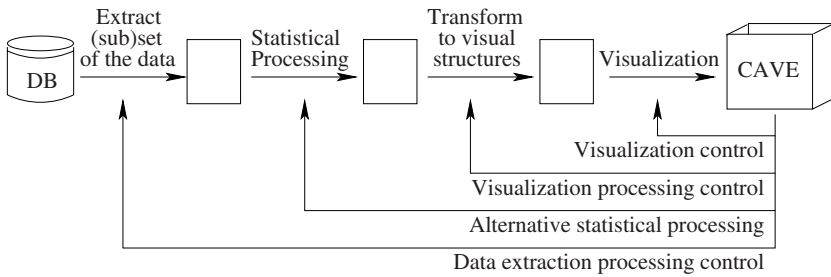 Extract
(sub)set
of the data
Statistical
Processing
Transform
to visual
structures
Visualization
DB
CAVE
Visualization control
Visualization processing control
Alternative statistical processing
Data extraction processing control